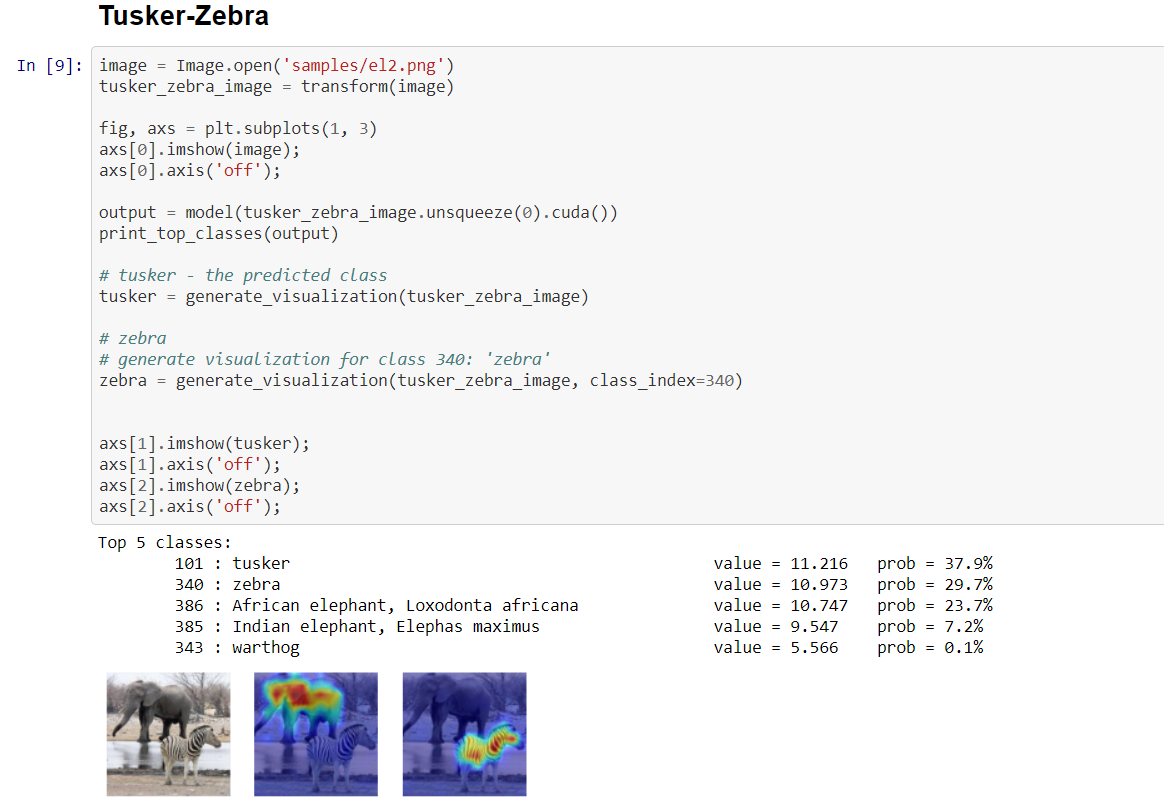 Tusker-Zebra
In [9]:
image = Image.open('samples/el2.png')
tusker_zebra_image = transform(image)
fig, axs = plt.subplots(1, 3)
axs[0].imshow(image);
axs[0].axis('off');
output = model(tusker_zebra_image.unsqueeze(0).cuda())
print_top_classes(output)
# tusker - the predicted class
tusker = generate_visualization(tusker_zebra_image)
# zebra
# generate visualization for class 340: 'zebra'
zebra = generate_visualization(tusker_zebra_image, class_index=340)
axs[1].imshow(tusker);
axs[1].axis('off');
axs[2].imshow(zebra);
axs[2].axis('off');
Top 5 classes:
101 : tusker value = 11.216 prob = 37.9%
340 : zebra value = 10.973 prob = 29.7%
386 : African elephant, Loxodonta africana value = 10.747 prob = 23.7%
385 : Indian elephant, Elephas maximus value = 9.547 prob = 7.2%
343 : warthog value = 5.566 prob = 0.1%